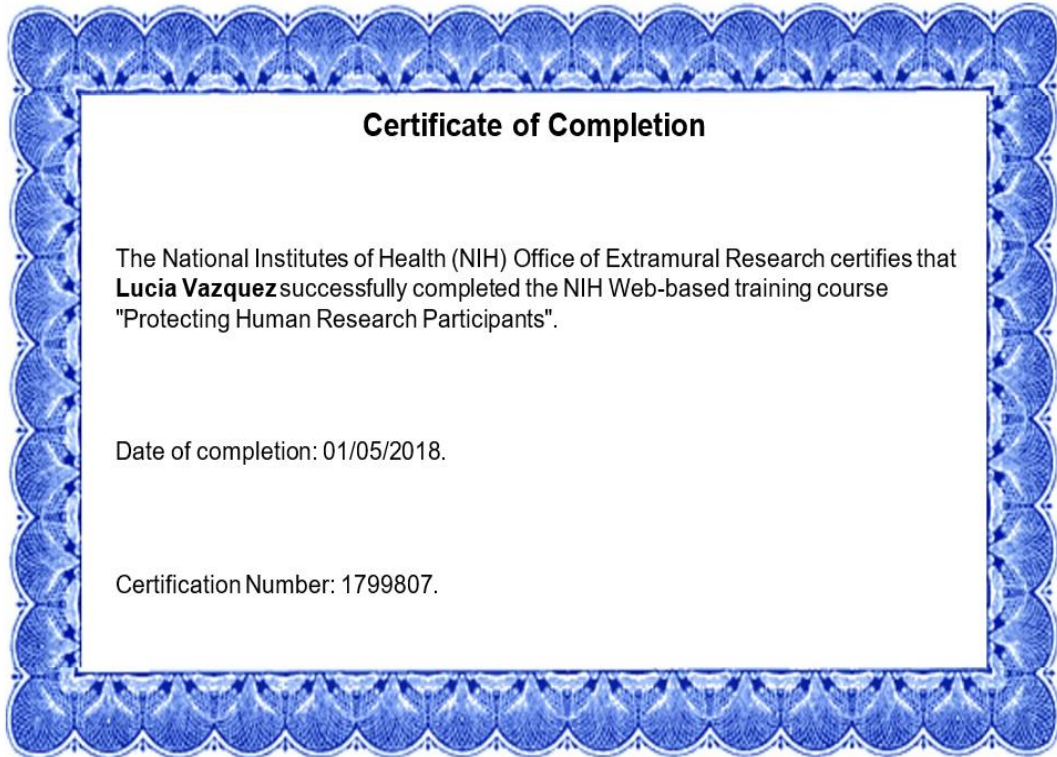 Certificate of Completion
The National Institutes of Health (NIH) Office of Extramural Research certifies that
Lucia Vazquez successfully completed the NIH Web-based training course
"Protecting Human Research Participants".
Date of completion: 01/05/2018.
Certification Number: 1799807.